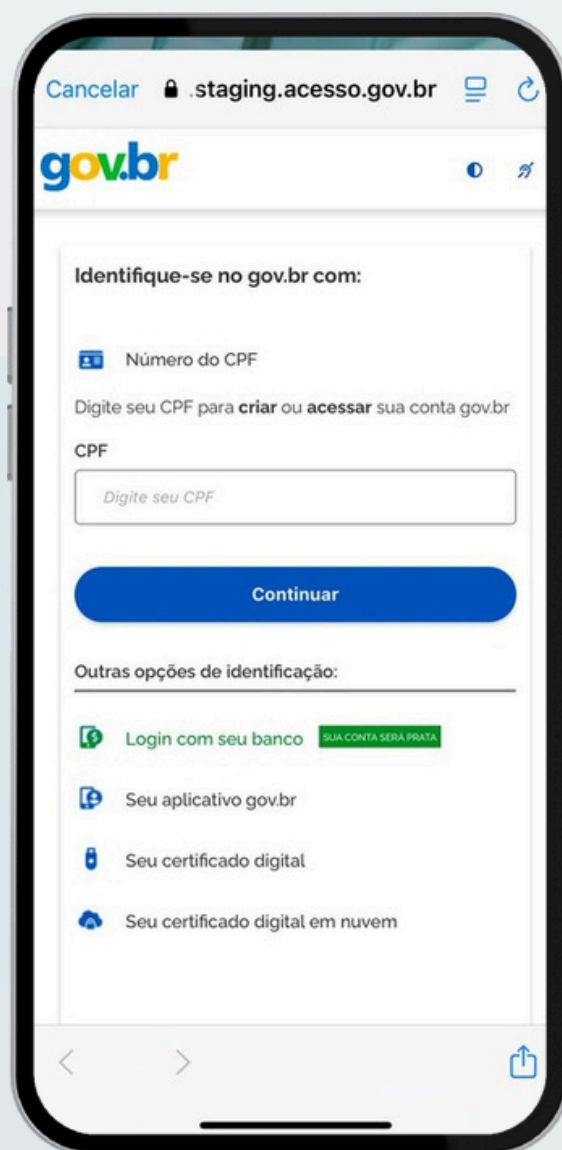 Cancelar .staging.acesso.gov.br
gov.br
Identifique-se no gov.br com:
Número do CPF
Digite seu CPF para criar ou acessar sua conta gov.br
CPF
Digite seu CPF
Continuar
Outras opções de identificação:
Login com seu banco SUA CONTA SERÁ PRATA
Seu aplicativo gov.br
Seu certificado digital
Seu certificado digital em nuvem